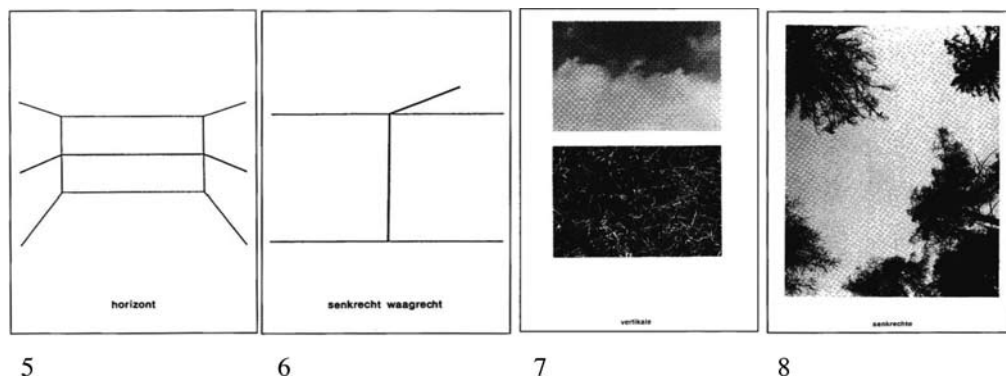 horizont
senkrecht waagrecht
vertikale
senkrechte
5
6
7
8